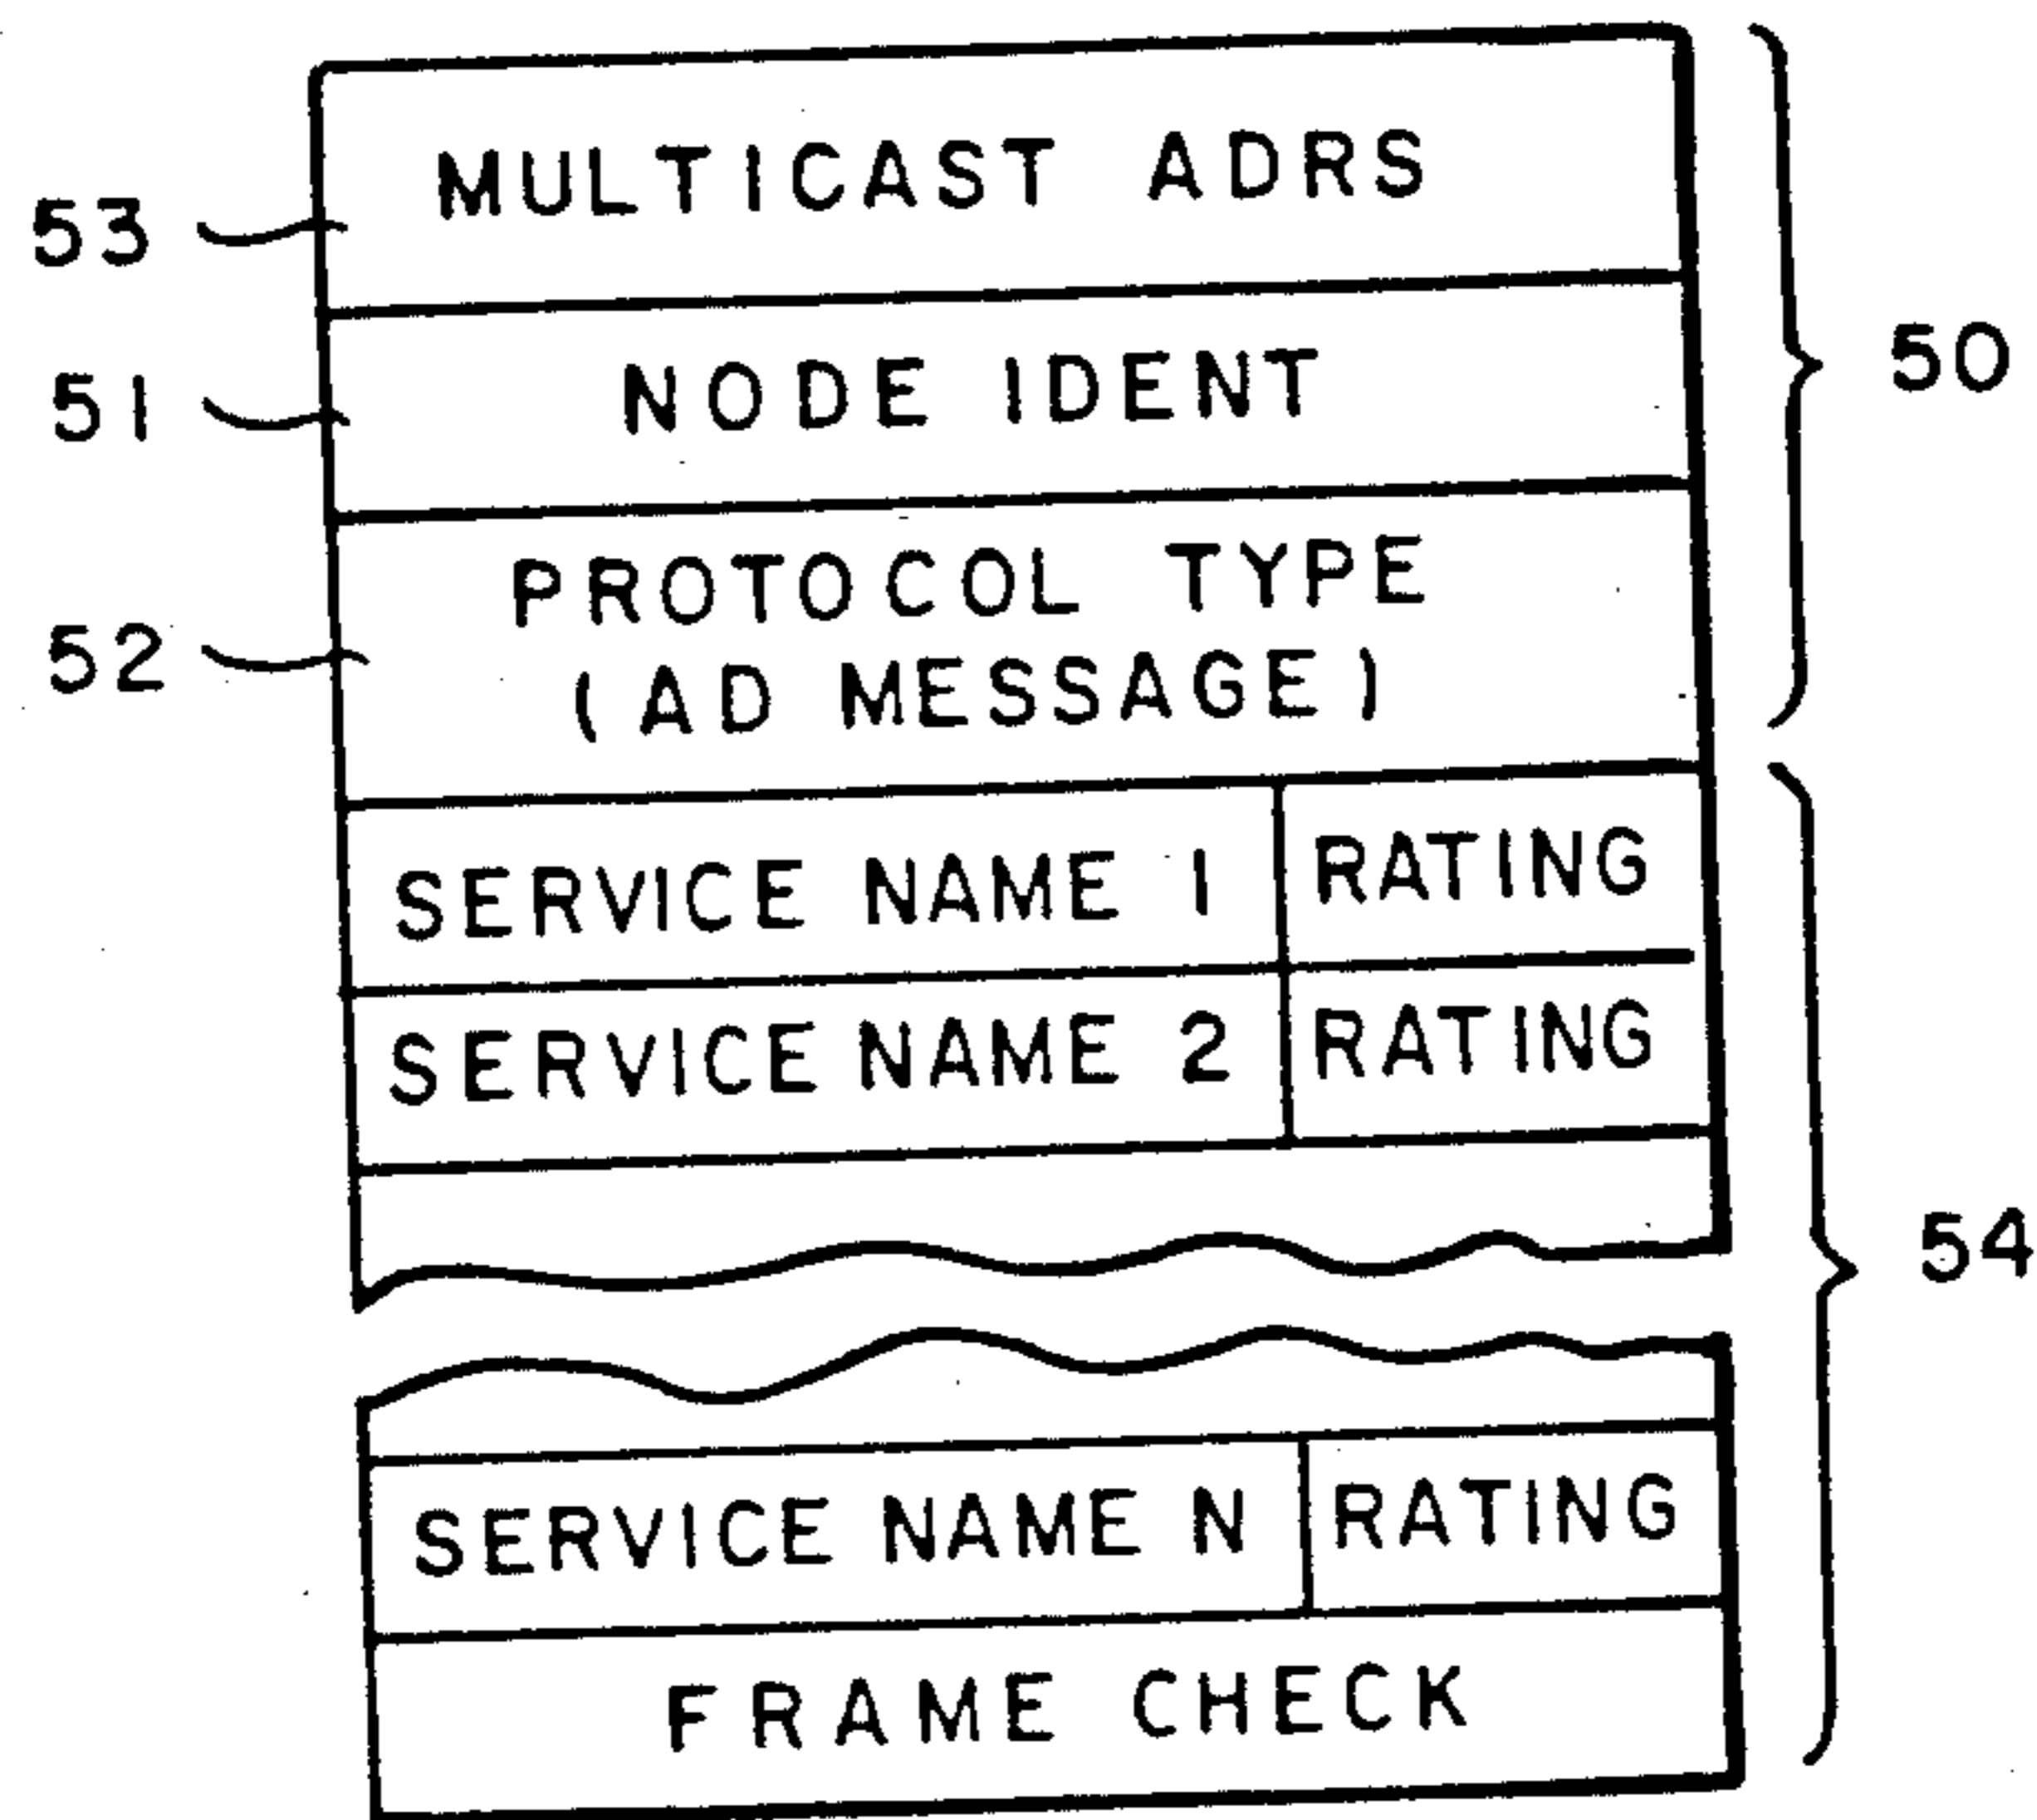 MULTICAST ADRS
53
NODE IDENT
50
51
PROTOCOL TYPE
(AD MESSAGE)
52
SERVICE NAME 1 RATING
SERVICE NAME 2 RATING
54
SERVICE NAME N RATING
FRAME CHECK